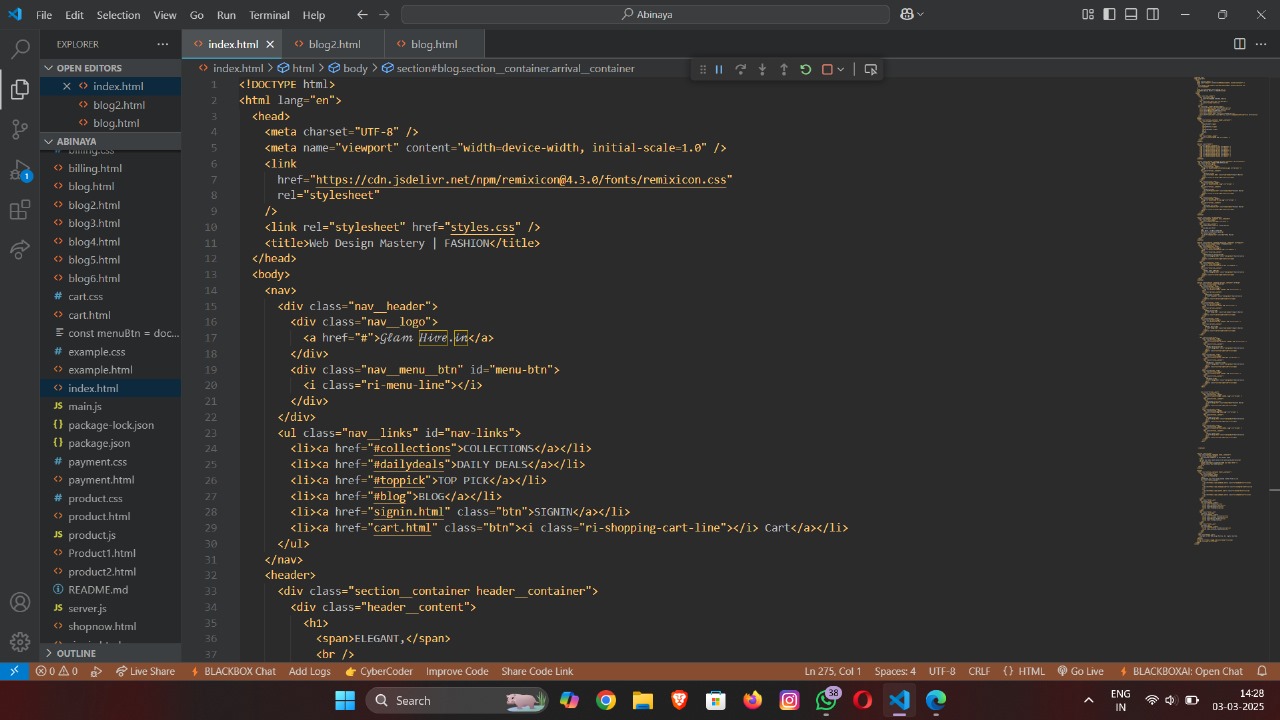 File Edit Selection View Go Run Terminal Help
Abinaya
EXPLORER
index.html
blog2.html
blog.html
OPEN EDITORS
index.html
blog2.html
blog.html
ABINAYA
billing.html
blog.html
blog2.html
blog3.html
blog4.html
blog5.html
blog6.html
cart.css
cart.html
const menuBtn = doc...
example.css
example.html
index.html
main.js
package-lock.json
package.json
payment.css
payment.html
product.css
product.html
product.js
Product1.html
product2.html
README.md
server.js
shopnow.html
OUTLINE
index.html > html > body > section#blog.section__container.arrival__container
1 <!DOCTYPE html>
2 <html lang="en">
3 <head>
4 <meta charset="UTF-8" />
5 <meta name="viewport" content="width=device-width, initial-scale=1.0" />
6 <link
7 href="https://cdn.jsdelivr.net/npm/remixicon@4.3.0/fonts/remixicon.css"
8 rel="stylesheet"
9 />
10 <link rel="stylesheet" href="styles.css" />
11 <title>Web Design Mastery | FASHION</title>
12 </head>
13 <body>
14 <nav>
15 <div class="nav__header">
16 <div class="nav__logo">
17 <a href="#">Glam Hive.in</a>
18 </div>
19 <div class="nav__menu__btn" id="menu-btn">
20 <i class="ri-menu-line"></i>
21 </div>
22 </div>
23 <ul class="nav__links" id="nav-links">
24 <li><a href="#collections">COLLECTIONS</a></li>
25 <li><a href="#dailydeals">DAILY DEALS</a></li>
26 <li><a href="#toppick">TOP PICK</a></li>
27 <li><a href="#blog">BLOG</a></li>
28 <li><a href="signin.html" class="btn">SIGNIN</a></li>
29 <li><a href="cart.html" class="btn"><i class="ri-shopping-cart-line"></i> Cart</a></li>
30 </ul>
31 </nav>
32 <header>
33 <div class="section__container header__container">
34 <div class="header__content">
35 <h1>
36 <span>ELEGANT,</span>
37 <br />
1
0 0
Live Share
BLACKBOX Chat
Add Logs
CyberCoder
Improve Code
Share Code Link
Ln 275, Col 1
Spaces: 4
UTF-8
CRLF
HTML
Go Live
BLACKBOXAI: Open Chat
Search
38
ENG
IN
14:28
03-03-2025